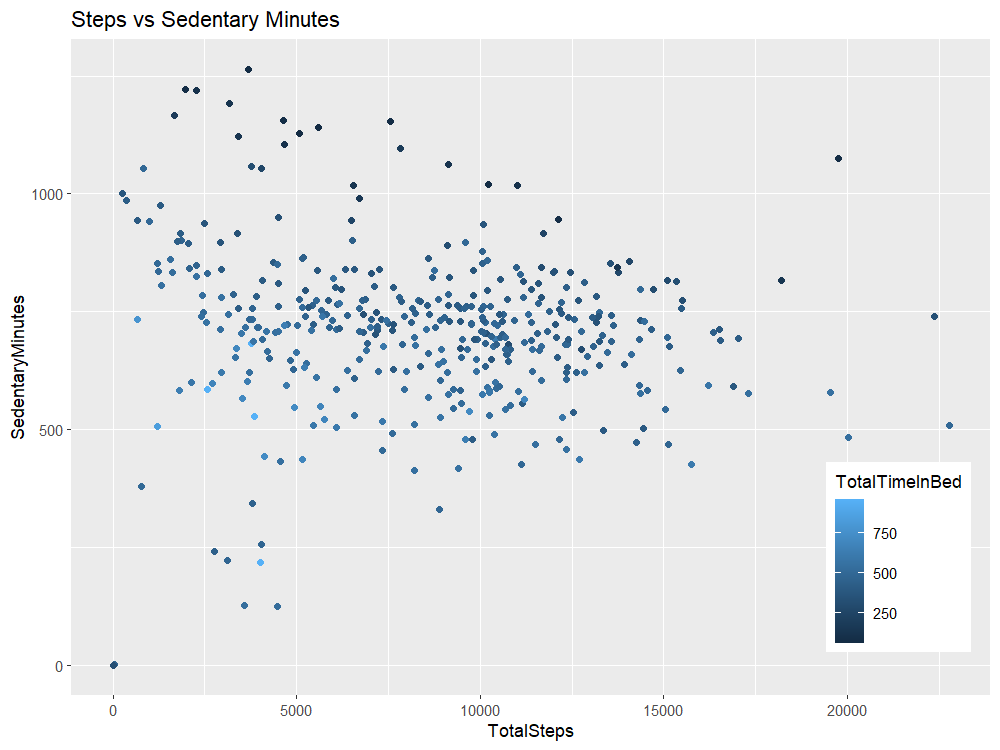 Steps vs Sedentary Minutes
SedentaryMinutes
1000
500
0
0 5000 10000 15000 20000
TotalSteps
TotalTimeInBed
750
500
250